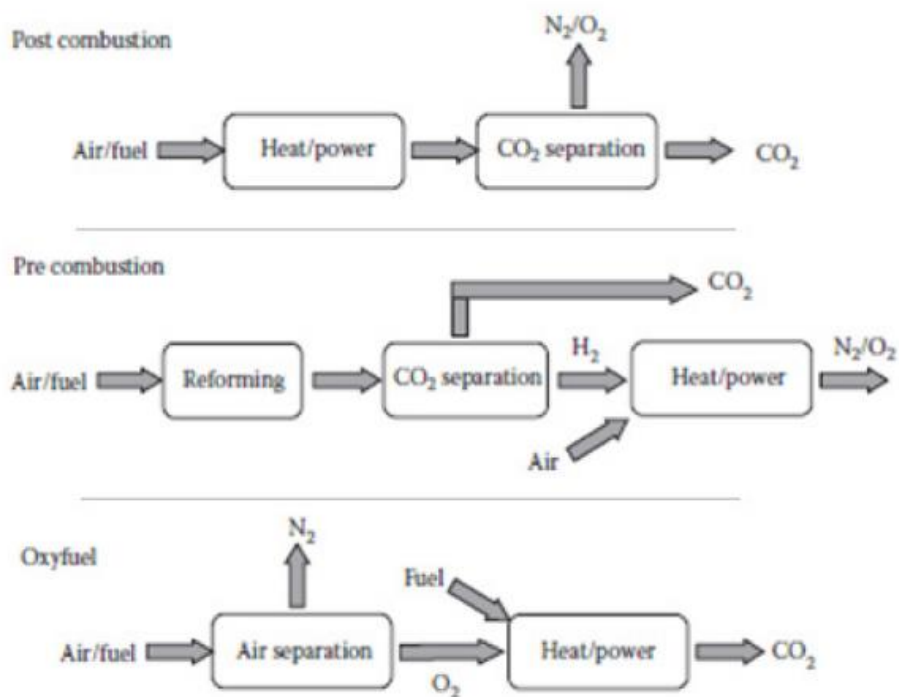 Post combustion
N₂/O₂
Air/fuel
Heat/power
CO₂ separation
CO₂
Pre combustion
CO₂
Air/fuel
Reforming
CO₂ separation
H₂
Heat/power
N₂/O₂
Air
Oxyfuel
N₂
Fuel
Air/fuel
Air separation
O₂
Heat/power
CO₂